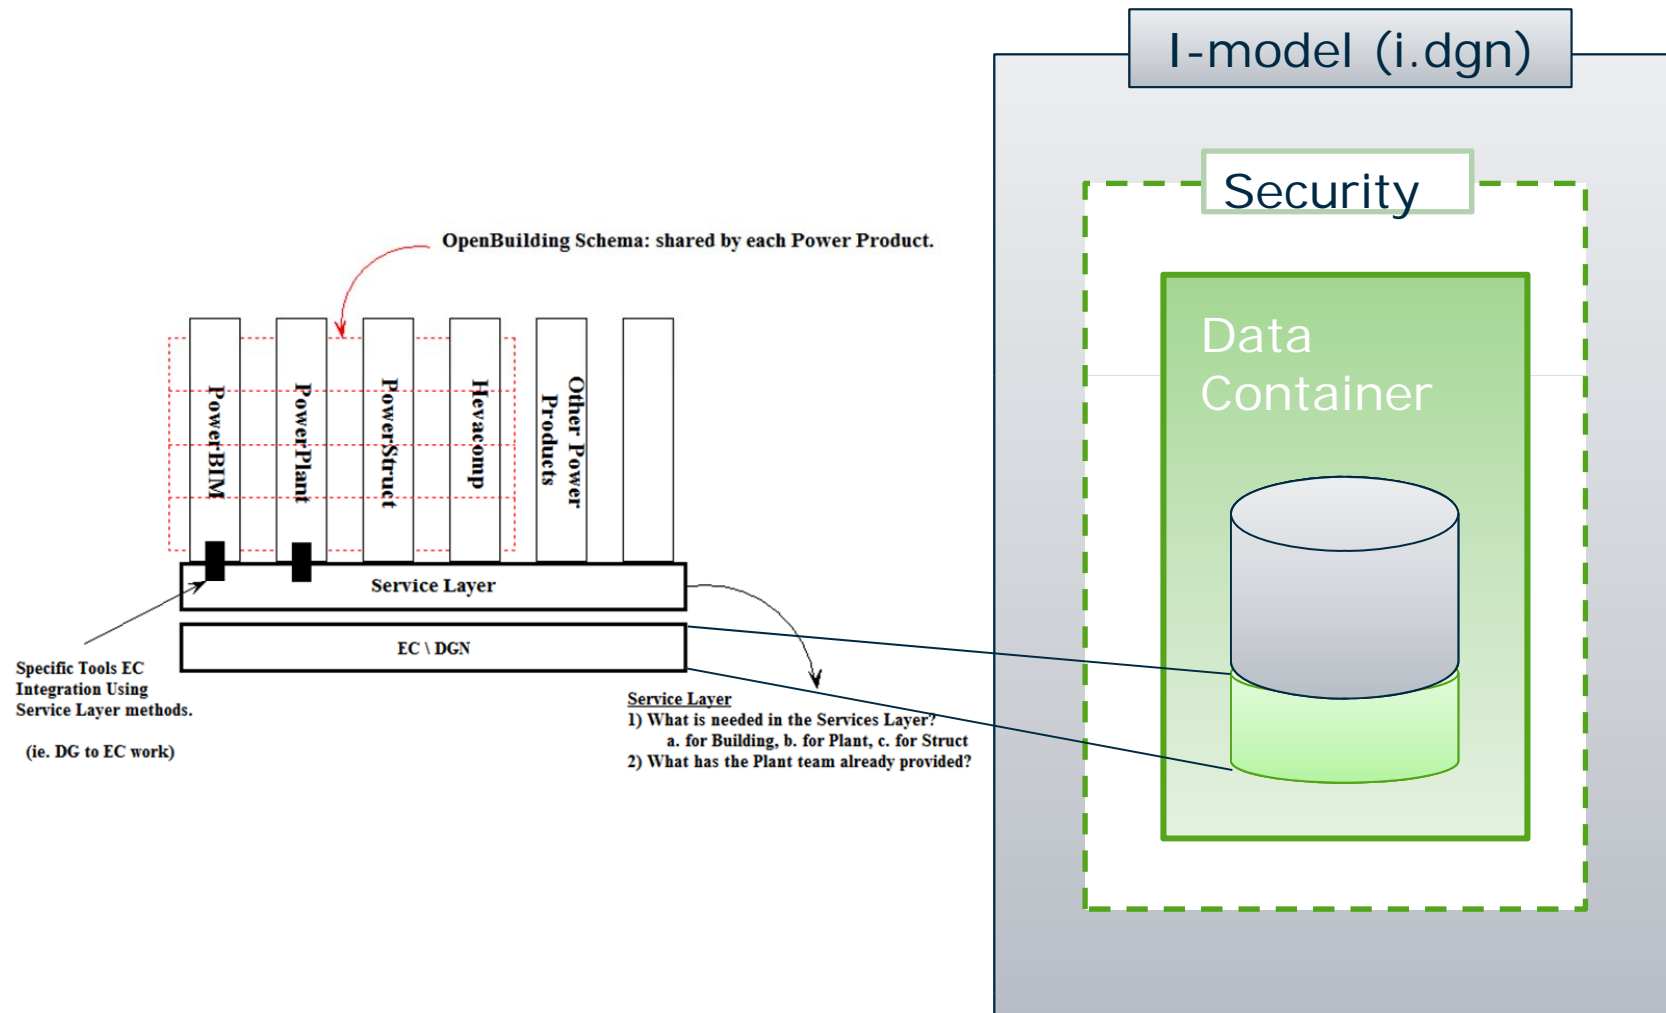 I-model (i.dgn)
Security
OpenBuilding Schema: shared by each Power Product.
Data
Container
PowerBIM
PowerPlant
PowerStruct
Hevacomp
Other Power
Products
Service Layer
EC \ DGN
Specific Tools EC
Integration Using
Service Layer methods.
(ie. DG to EC work)
Service Layer
1) What is needed in the Services Layer?
a. for Building, b. for Plant, c. for Struct
2) What has the Plant team already provided?